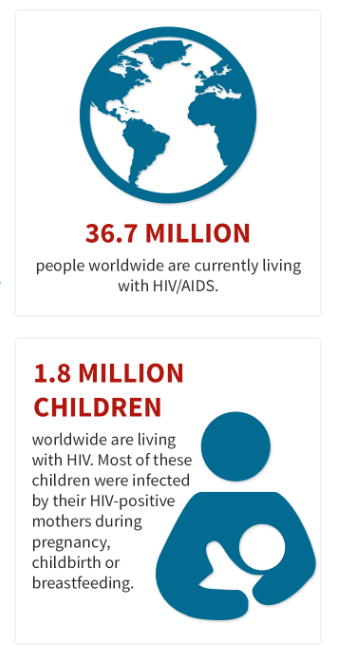 36.7 MILLION
people worldwide are currently living
with HIV/AIDS.
1.8 MILLION
CHILDREN
worldwide are living
with HIV. Most of these
children were infected
by their HIV-positive
mothers during
pregnancy,
childbirth or
breastfeeding.